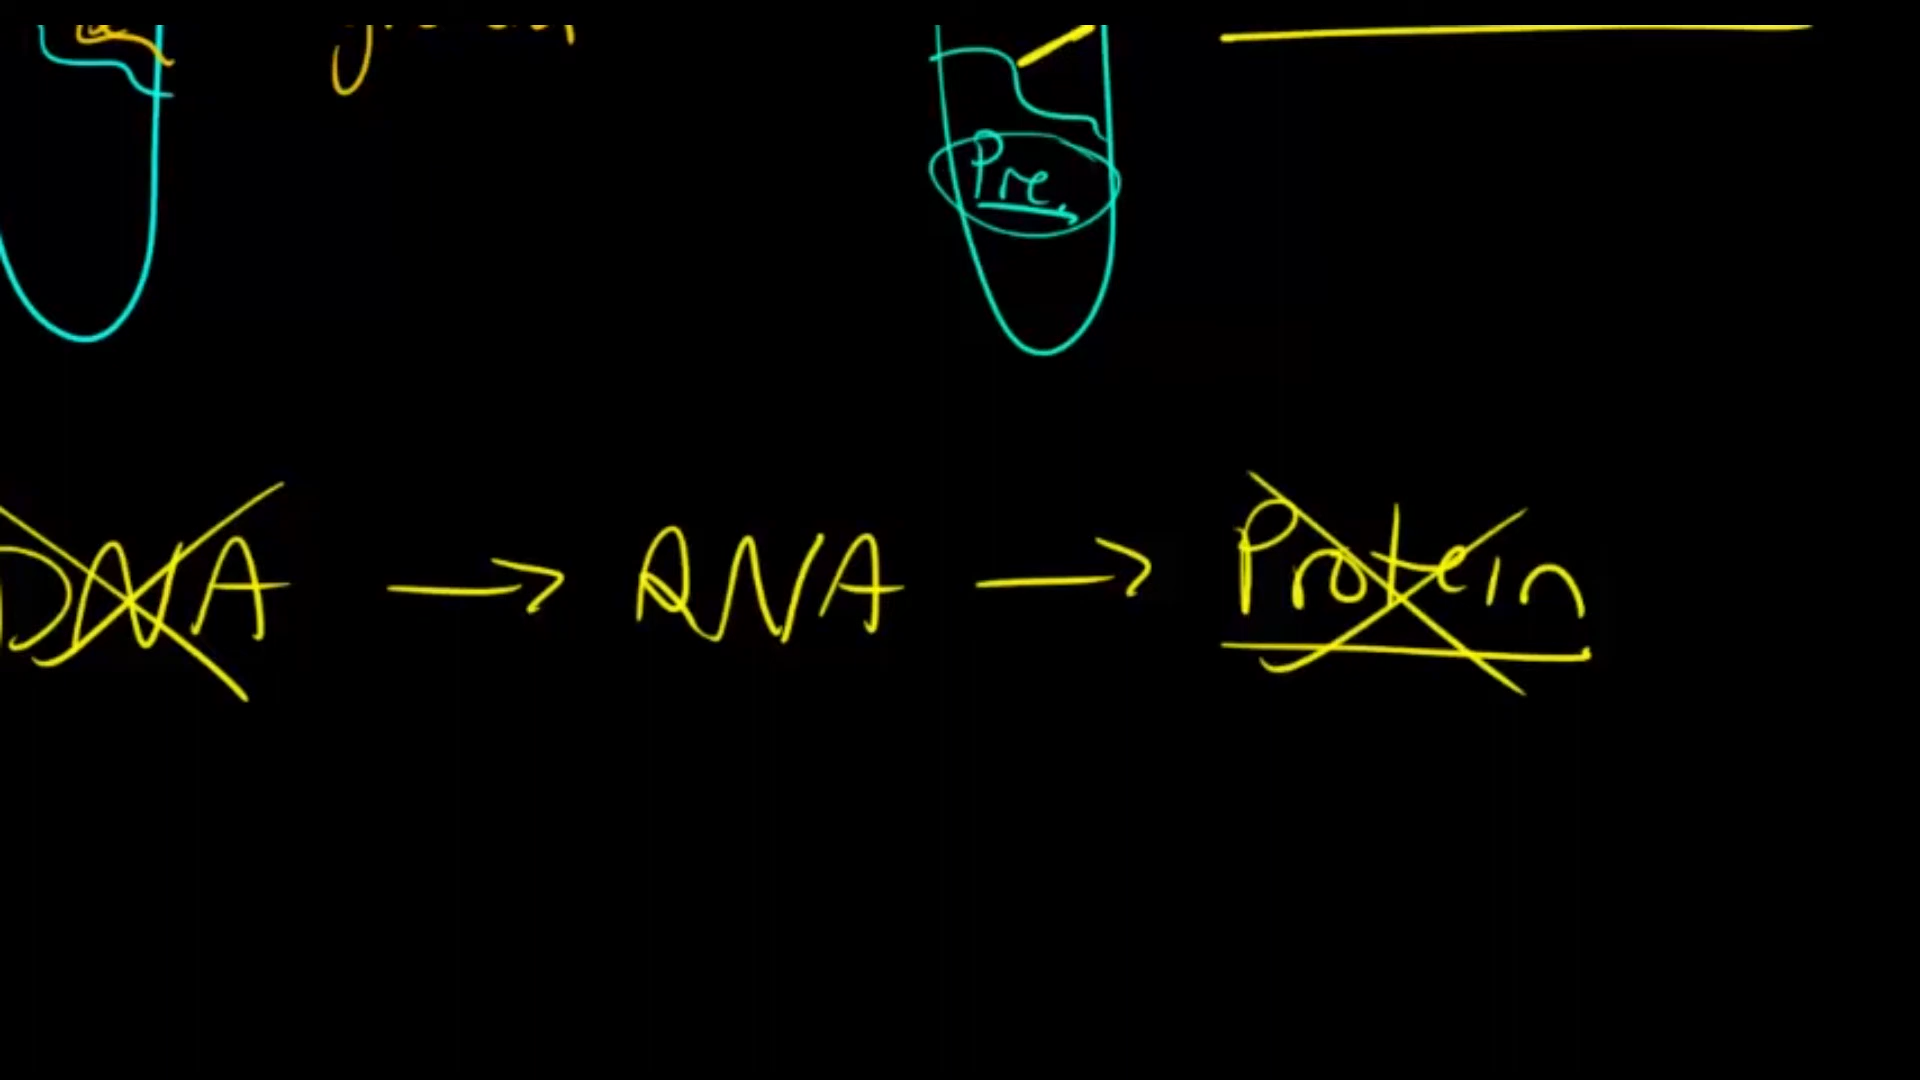 Pre.
DNA → RNA → Protein